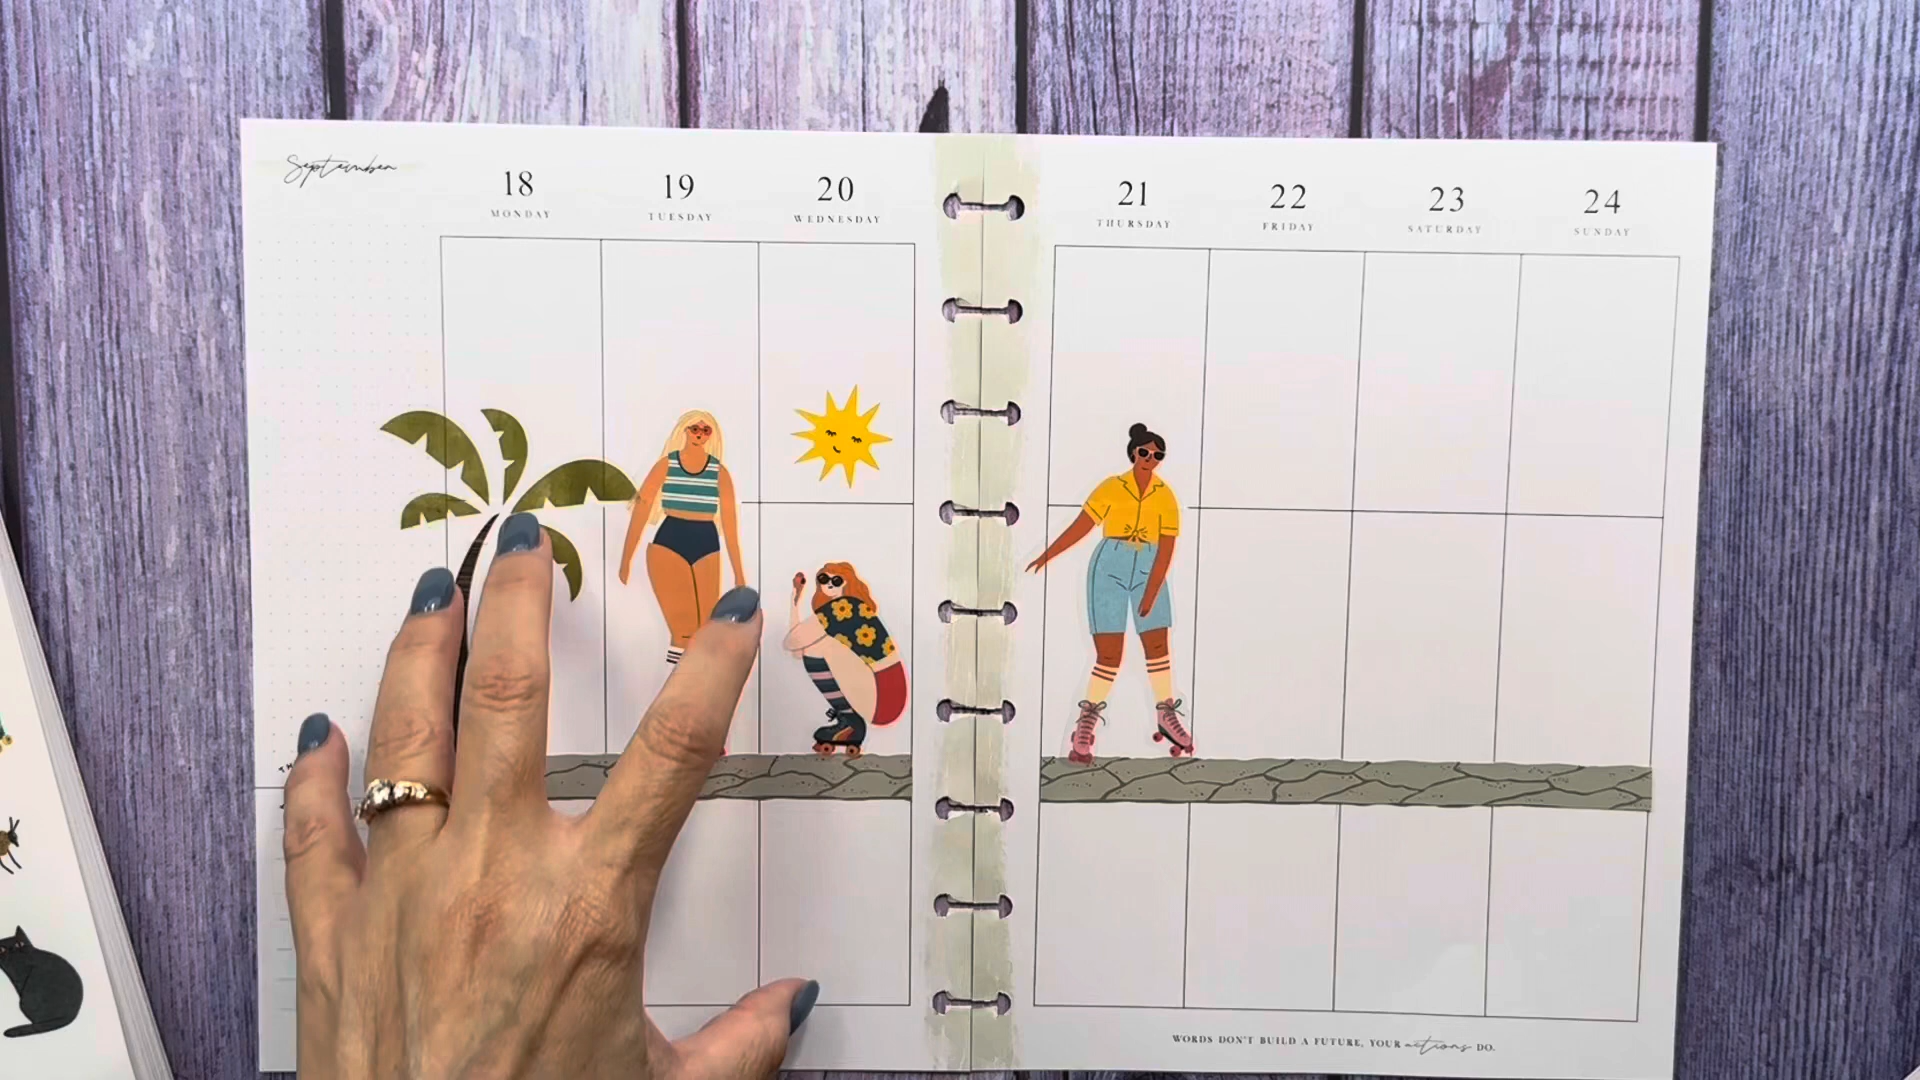 September
18
MONDAY
19
TUESDAY
20
WEDNESDAY
21
THURSDAY
22
FRIDAY
23
SATURDAY
24
SUNDAY
WORDS DON'T BUILD A FUTURE, YOUR actions DO.